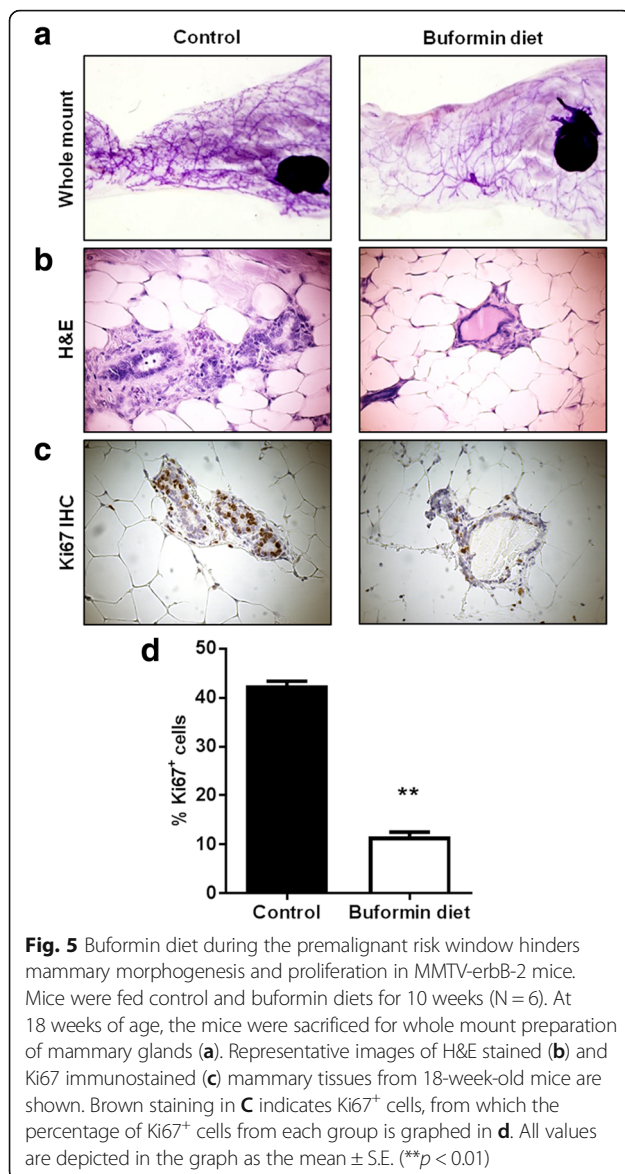 a
Control
Buformin diet
Whole mount
b
H&E
c
Ki67 IHC
d
50
40
30
20
10
0
% Ki67⁺ cells
**
Control
Buformin diet
Fig. 5 Buformin diet during the premalignant risk window hinders
mammary morphogenesis and proliferation in MMTV-erbB-2 mice.
Mice were fed control and buformin diets for 10 weeks (N = 6). At
18 weeks of age, the mice were sacrificed for whole mount preparation
of mammary glands (a). Representative images of H&E stained (b) and
Ki67 immunostained (c) mammary tissues from 18-week-old mice are
shown. Brown staining in C indicates Ki67⁺ cells, from which the
percentage of Ki67⁺ cells from each group is graphed in d. All values
are depicted in the graph as the mean ± S.E. (**p < 0.01)